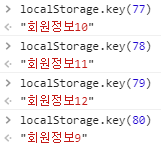 > localStorage.key(77)
< "회원정보10"
> localStorage.key(78)
< "회원정보11"
> localStorage.key(79)
< "회원정보12"
> localStorage.key(80)
< "회원정보9"